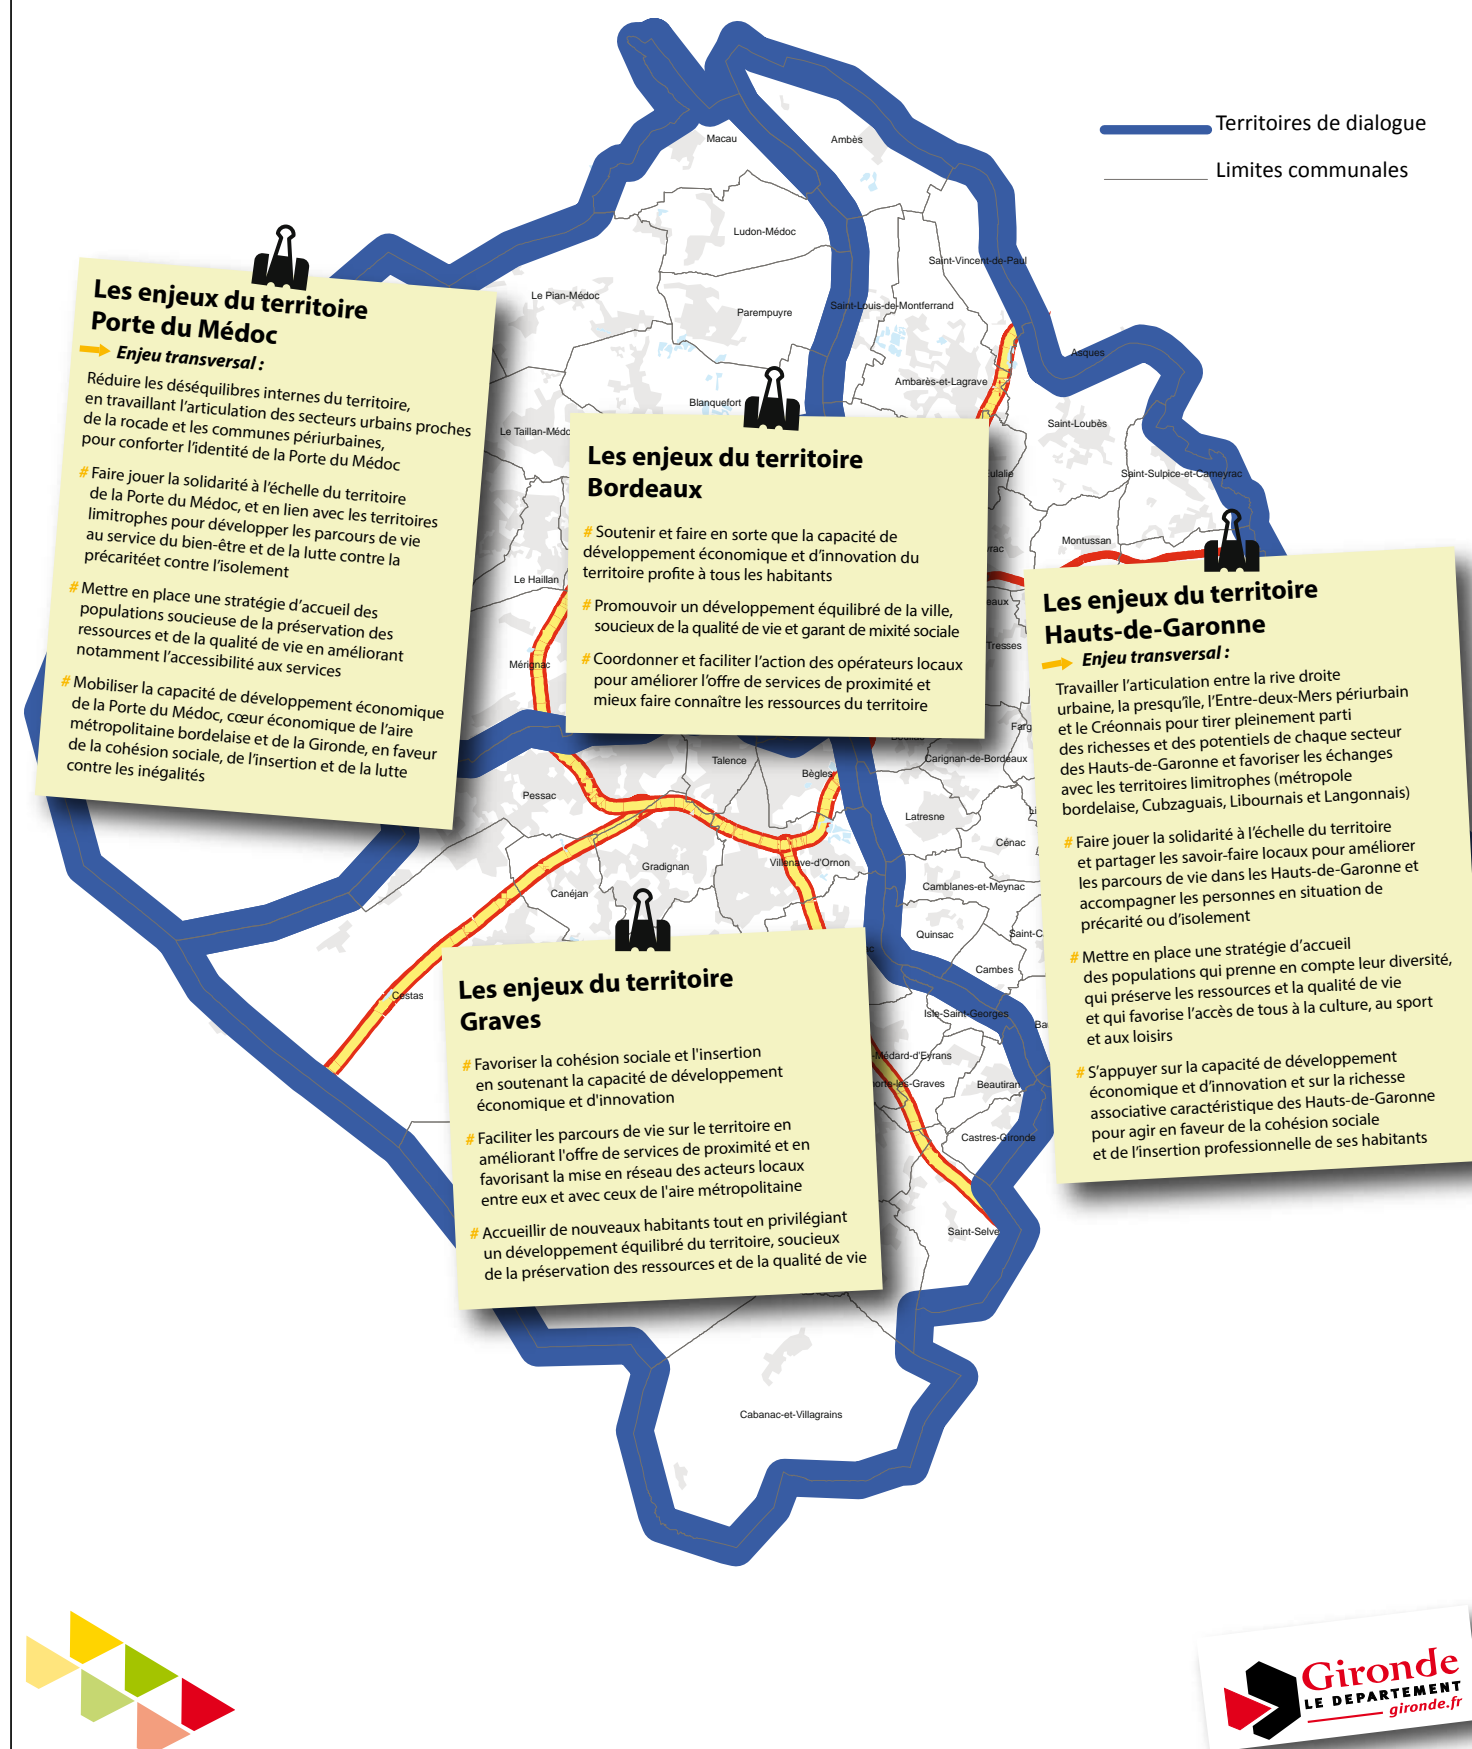 Territoires de dialogue
Limites communales
Macau
Ambès
Ludon-Médoc
Saint-Vincent-de-Paul
Le Pian-Médoc
Parempuyre
Saint-Louis-de-Montferrand
Asques
Ambarès-et-Lagrave
Blanquefort
Saint-Loubès
Le Taillan-Médoc
Saint-Sulpice-et-Cameyrac
Montussan
Le Haillan
Tresses
Mérignac
Talence
Bègles
Carignan-de-Bordeaux
Pessac
Latresne
Cénac
Gradignan
Villenave-d'Ornon
Canéjan
Camblanes-et-Meynac
Quinsac
Cambes
Cestas
Isle-Saint-Georges
-Médard-d'Eyrans
Beautiran
Castres-Gironde
Saint-Selve
Cabanac-et-Villagrains
Les enjeux du territoire
Porte du Médoc
Enjeu transversal :
Réduire les déséquilibres internes du territoire,
en travaillant l'articulation des secteurs urbains proches
de la rocade et les communes périurbaines,
pour conforter l'identité de la Porte du Médoc
# Faire jouer la solidarité à l'échelle du territoire
de la Porte du Médoc, et en lien avec les territoires
limitrophes pour développer les parcours de vie
au service du bien-être et de la lutte contre la
précaritéet contre l'isolement
# Mettre en place une stratégie d'accueil des
populations soucieuse de la préservation des
ressources et de la qualité de vie en améliorant
notamment l'accessibilité aux services
# Mobiliser la capacité de développement économique
de la Porte du Médoc, cœur économique de l'aire
métropolitaine bordelaise et de la Gironde, en faveur
de la cohésion sociale, de l'insertion et de la lutte
contre les inégalités
Les enjeux du territoire
Bordeaux
# Soutenir et faire en sorte que la capacité de
développement économique et d'innovation du
territoire profite à tous les habitants
# Promouvoir un développement équilibré de la ville,
soucieux de la qualité de vie et garant de mixité sociale
# Coordonner et faciliter l'action des opérateurs locaux
pour améliorer l'offre de services de proximité et
mieux faire connaître les ressources du territoire
Les enjeux du territoire
Hauts-de-Garonne
Enjeu transversal :
Travailler l'articulation entre la rive droite
urbaine, la presqu'île, l'Entre-deux-Mers périurbain
et le Créonnais pour tirer pleinement parti
des richesses et des potentiels de chaque secteur
des Hauts-de-Garonne et favoriser les échanges
avec les territoires limitrophes (métropole
bordelaise, Cubzaguais, Libournais et Langonnais)
# Faire jouer la solidarité à l'échelle du territoire
et partager les savoir-faire locaux pour améliorer
les parcours de vie dans les Hauts-de-Garonne et
accompagner les personnes en situation de
précarité ou d'isolement
# Mettre en place une stratégie d'accueil
des populations qui prenne en compte leur diversité,
qui préserve les ressources et la qualité de vie
et qui favorise l'accès de tous à la culture, au sport
et aux loisirs
# S'appuyer sur la capacité de développement
économique et d'innovation et sur la richesse
associative caractéristique des Hauts-de-Garonne
pour agir en faveur de la cohésion sociale
et de l'insertion professionnelle de ses habitants
Les enjeux du territoire
Graves
# Favoriser la cohésion sociale et l'insertion
en soutenant la capacité de développement
économique et d'innovation
# Faciliter les parcours de vie sur le territoire en
améliorant l'offre de services de proximité et en
favorisant la mise en réseau des acteurs locaux
entre eux et avec ceux de l'aire métropolitaine
# Accueillir de nouveaux habitants tout en privilégiant
un développement équilibré du territoire, soucieux
de la préservation des ressources et de la qualité de vie
Gironde
LE DEPARTEMENT
gironde.fr